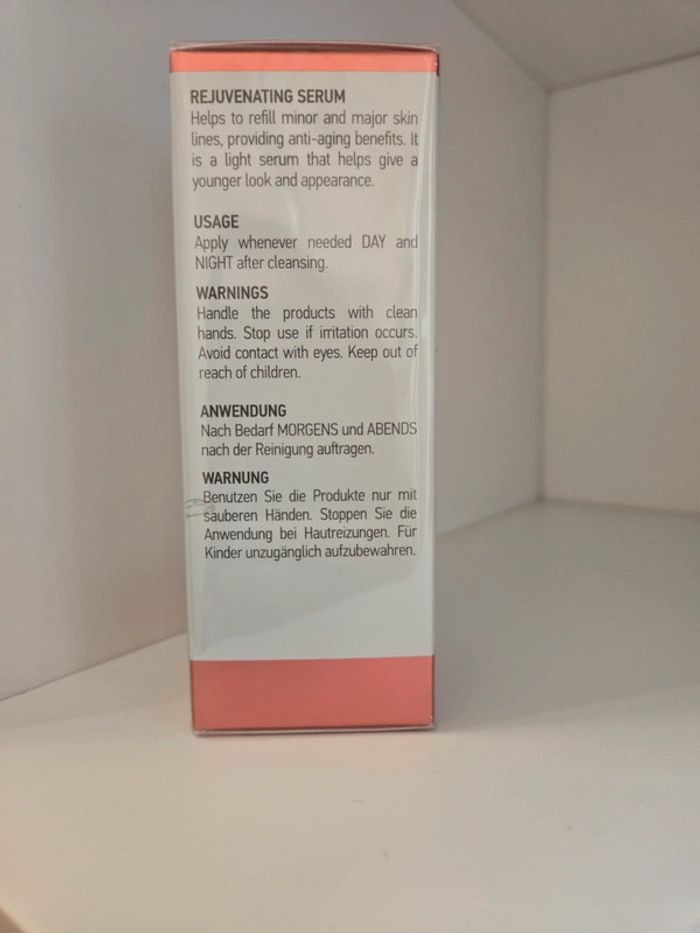 REJUVENATING SERUM
Helps to refill minor and major skin
lines, providing anti-aging benefits. It
is a light serum that helps give a
younger look and appearance.
USAGE
Apply whenever needed DAY and
NIGHT after cleansing.
WARNINGS
Handle the products with clean
hands. Stop use if irritation occurs.
Avoid contact with eyes. Keep out of
reach of children.
ANWENDUNG
Nach Bedarf MORGENS und ABENDS
nach der Reinigung auftragen.
WARNUNG
Benutzen Sie die Produkte nur mit
sauberen Händen. Stoppen Sie die
Anwendung bei Hautreizungen. Für
Kinder unzugänglich aufzubewahren.